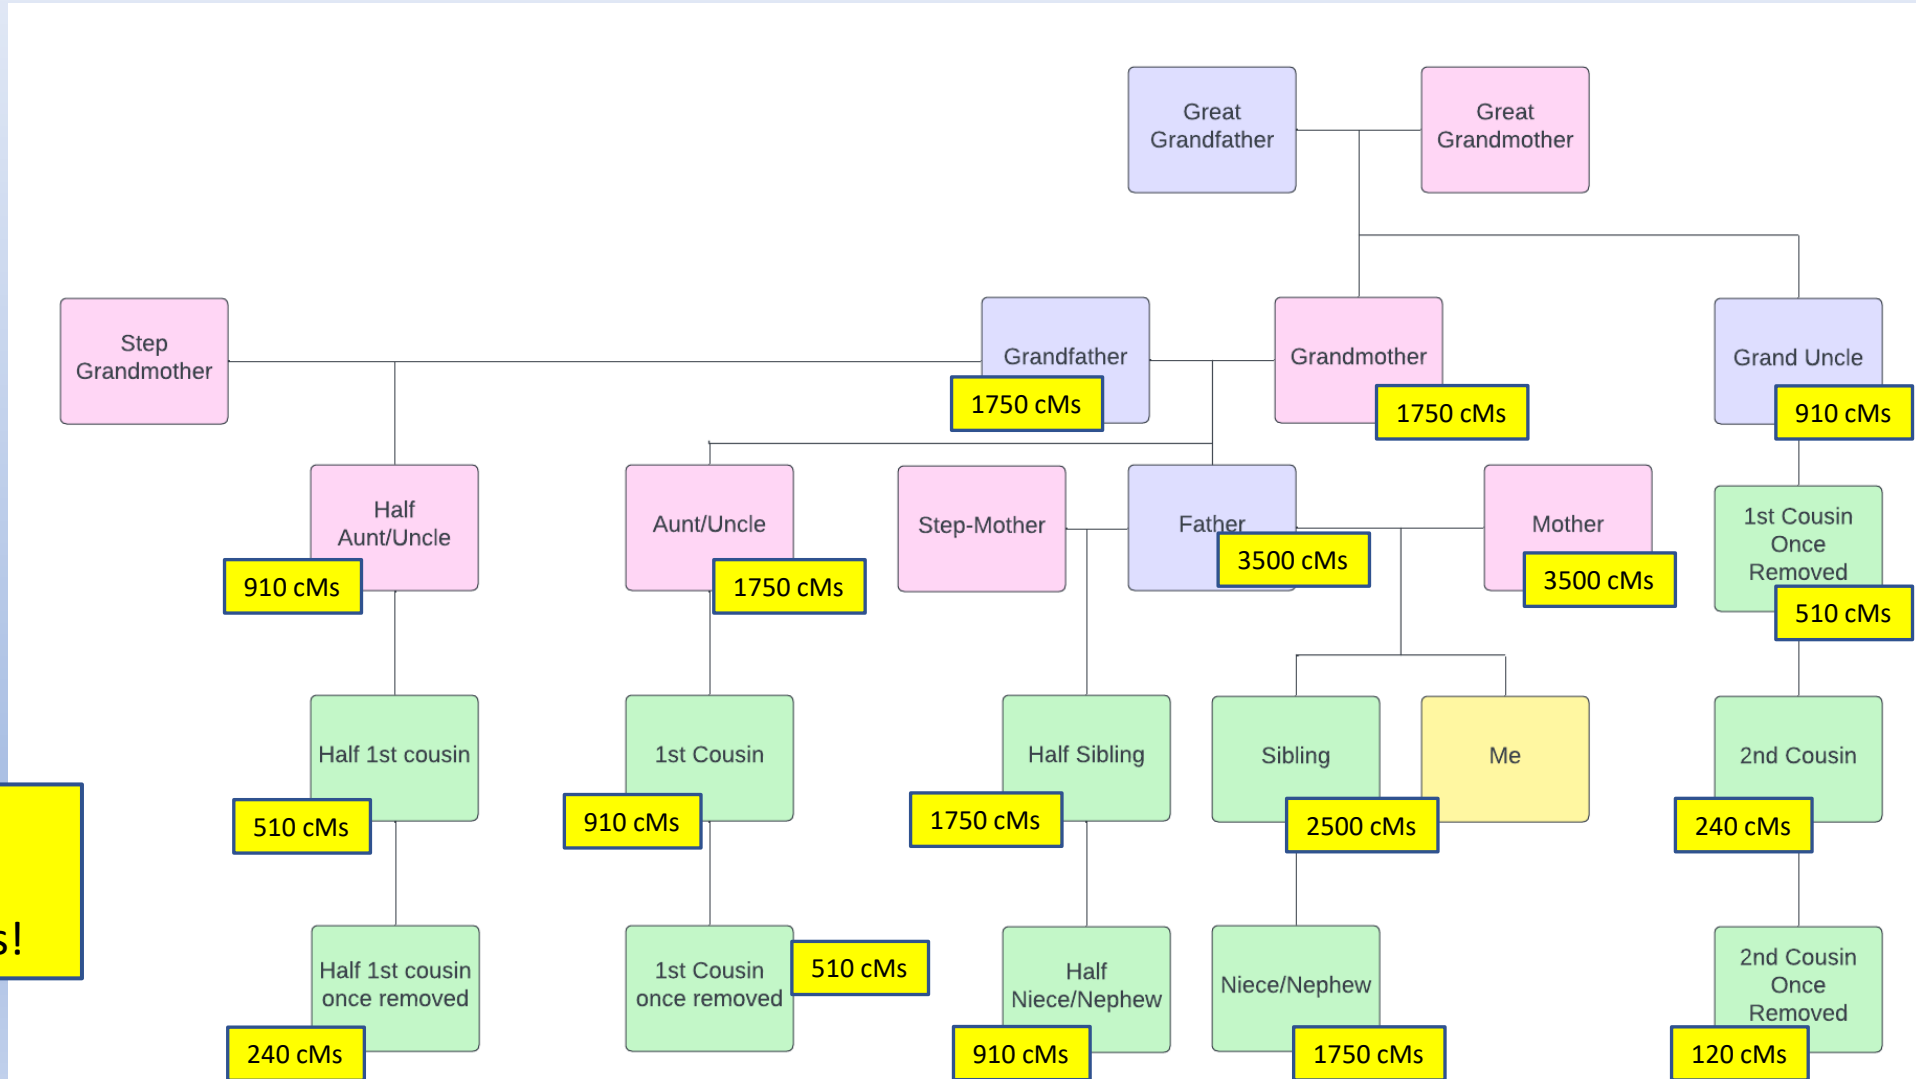 Great
Grandfather
Great
Grandmother
Step
Grandmother
Grandfather
1750 cMs
Grandmother
1750 cMs
Grand Uncle
910 cMs
Half
Aunt/Uncle
910 cMs
Aunt/Uncle
1750 cMs
Step-Mother
Father
3500 cMs
Mother
3500 cMs
1st Cousin
Once
Removed
510 cMs
Half 1st cousin
510 cMs
1st Cousin
910 cMs
Half Sibling
1750 cMs
Sibling
2500 cMs
Me
2nd Cousin
240 cMs
s!
Half 1st cousin
once removed
240 cMs
1st Cousin
once removed
510 cMs
Half
Niece/Nephew
910 cMs
Niece/Nephew
1750 cMs
2nd Cousin
Once
Removed
120 cMs